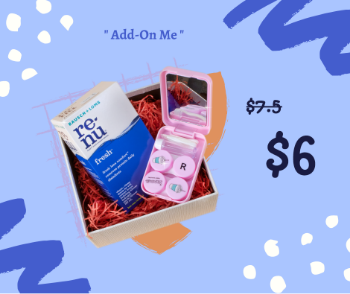 " Add-On Me "
$7.5
$6
BAUSCH + LOMB
re-
nu
fresh
R